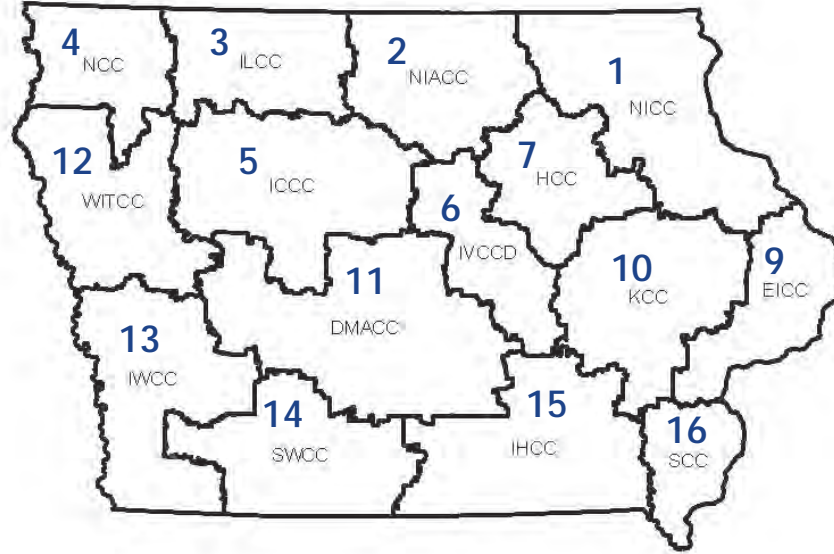 4
NCC
3
ILCC
2
NIACC
1
NICC
12
WITCC
5
ICCC
7
HCC
6
IVCCD
11
DMACC
10
KCC
9
EICC
13
IWCC
14
SWCC
15
IHCC
16
SCC